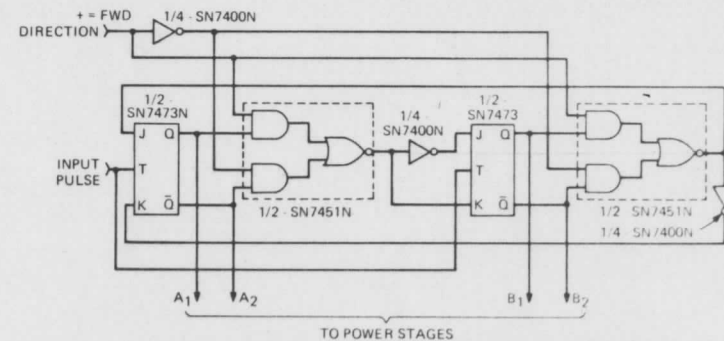 + = FWD
DIRECTION
1/4 - SN7400N
1/2 -
SN7473N
J Q
T
K Q̄
INPUT
PULSE
1/2 - SN7451N
1/4 -
SN7400N
1/2 -
SN7473
J Q
T
K Q̄
1/2 SN7451N
1/4 - SN7400N
A1 A2
B1 B2
TO POWER STAGES